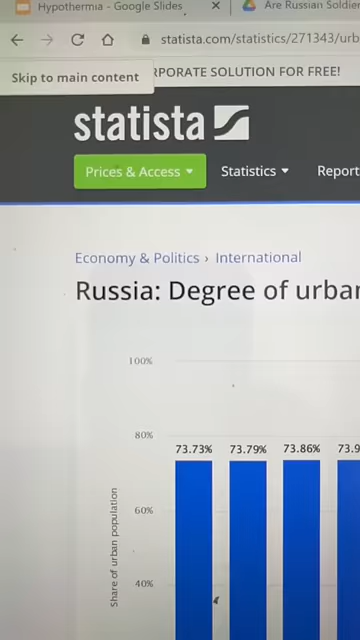 Hypothermia - Google Slides
Are Russian Soldier
statista.com/statistics/271343/urb
Skip to main content
RPORATE SOLUTION FOR FREE!
statista
Prices & Access
Statistics
Report
Economy & Politics › International
Russia: Degree of urban
100%
80%
73.73%
73.79%
73.86%
73.9
60%
Share of urban population
40%